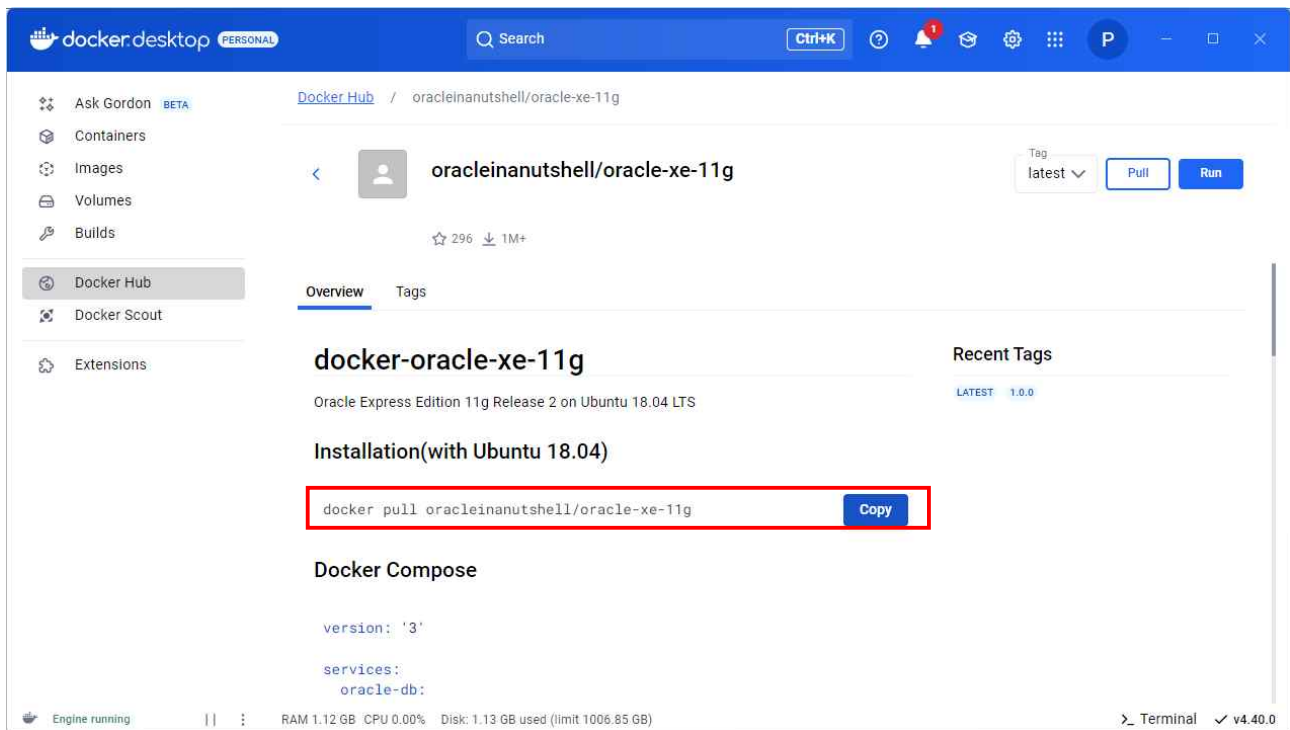 docker desktop PERSONAL
Search
Ctrl+K
1
P
Ask Gordon BETA
Containers
Images
Volumes
Builds
Docker Hub
Docker Scout
Extensions
Docker Hub / oracleinanutshell/oracle-xe-11g
oracleinanutshell/oracle-xe-11g
Tag
latest
Pull
Run
296 1M+
Overview Tags
docker-oracle-xe-11g
Oracle Express Edition 11g Release 2 on Ubuntu 18.04 LTS
Installation(with Ubuntu 18.04)
docker pull oracleinanutshell/oracle-xe-11g
Copy
Docker Compose
version: '3'
services:
oracle-db:
Recent Tags
LATEST 1.0.0
Engine running
RAM 1.12 GB CPU 0.00% Disk: 1.13 GB used (limit 1006.85 GB)
>_ Terminal
v4.40.0